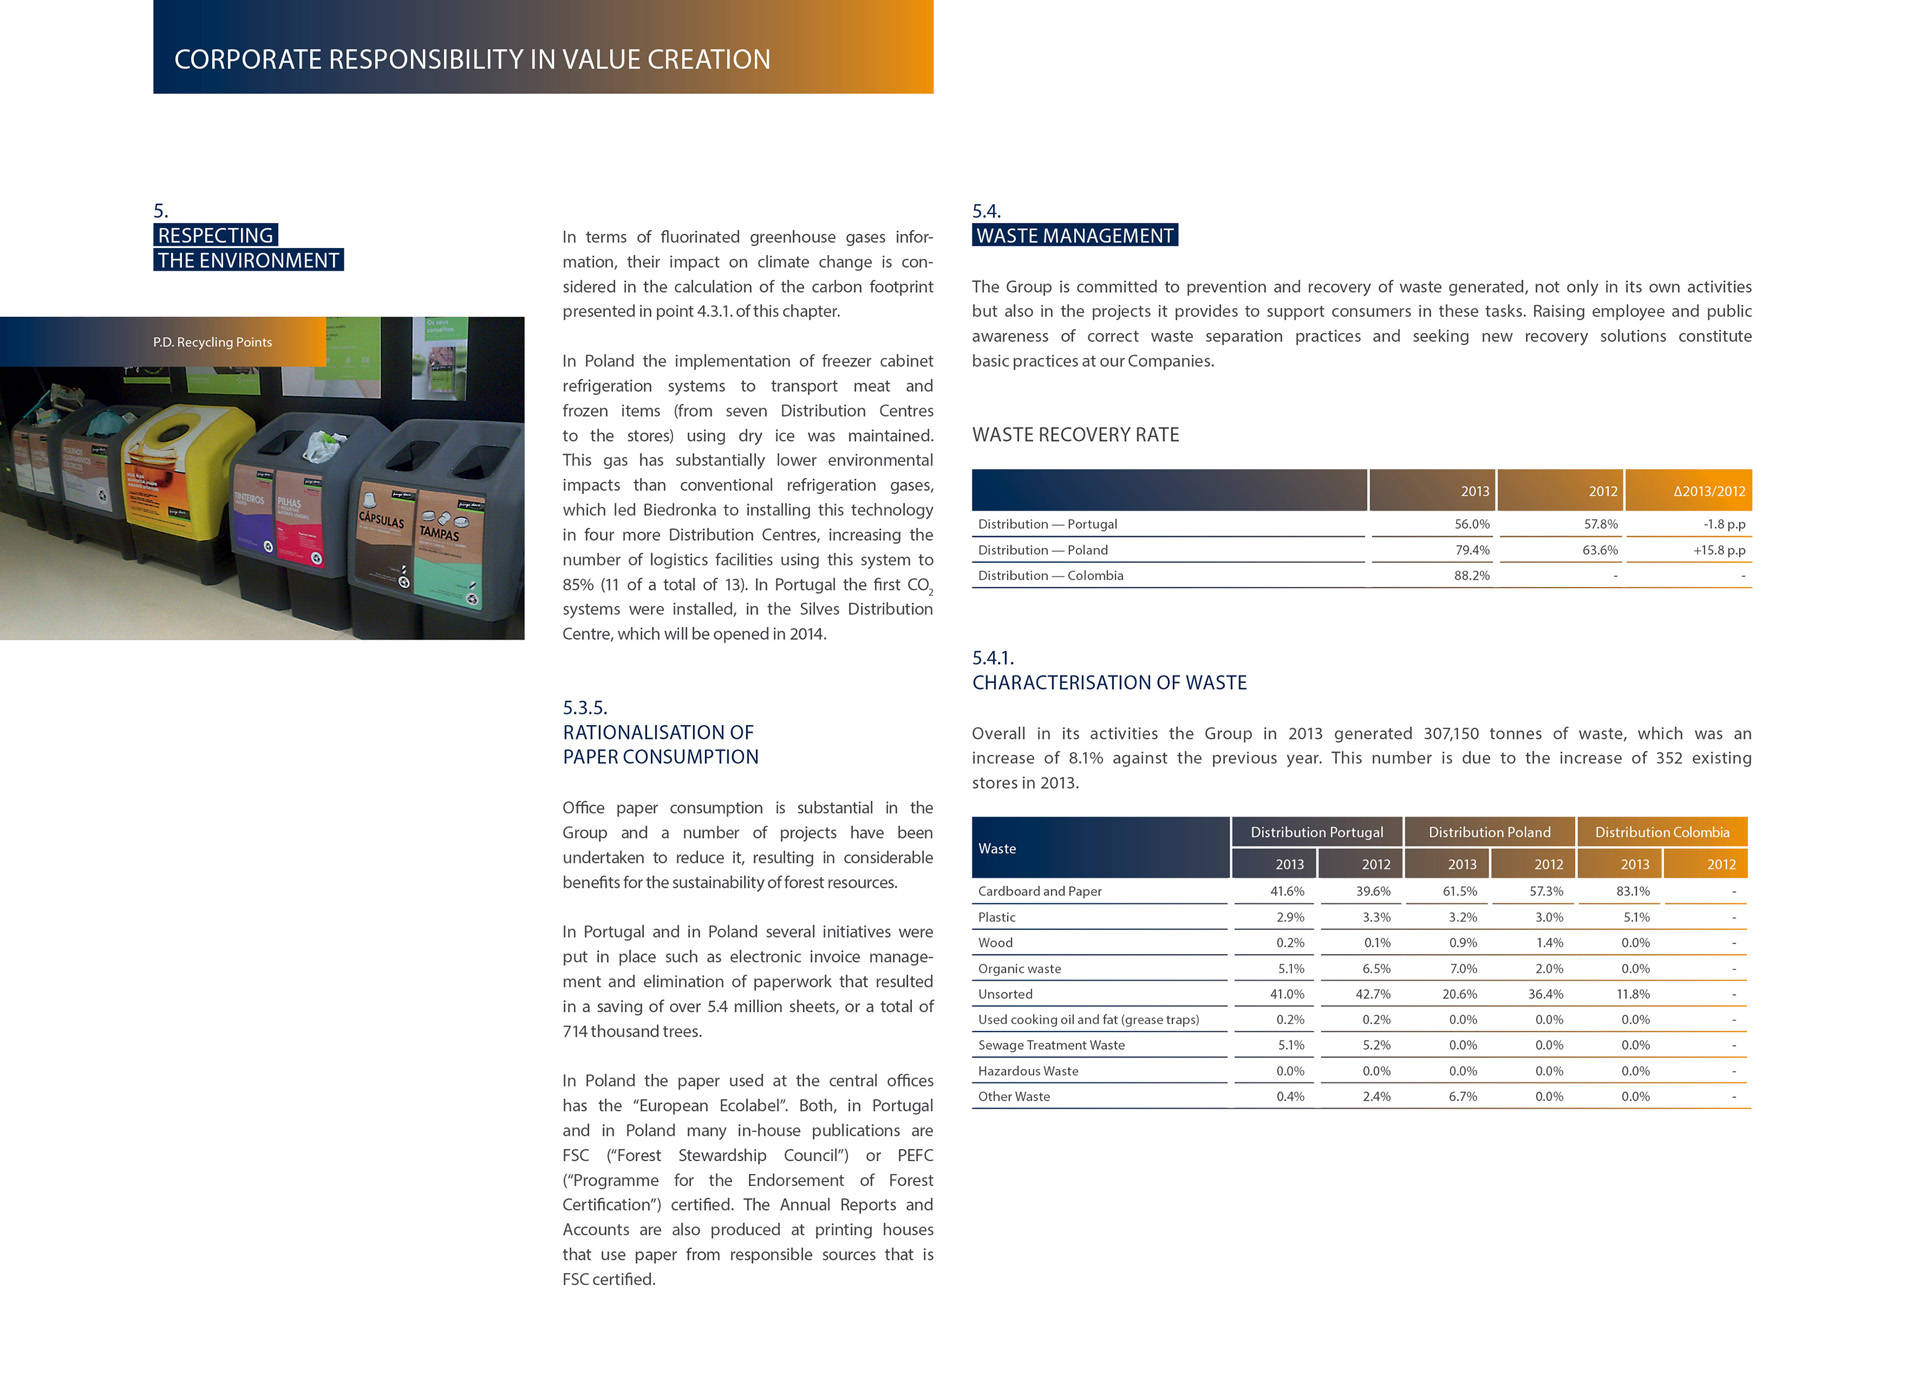 CORPORATE RESPONSIBILITY IN VALUE CREATION
5.
RESPECTING
THE ENVIRONMENT
P.D. Recycling Points
Os seus
conselhos
TINTEIROS
PILHAS
CÁPSULAS
TAMPAS
In terms of fluorinated greenhouse gases infor-
mation, their impact on climate change is con-
sidered in the calculation of the carbon footprint
presented in point 4.3.1. of this chapter.
In Poland the implementation of freezer cabinet
refrigeration systems to transport meat and
frozen items (from seven Distribution Centres
to the stores) using dry ice was maintained.
This gas has substantially lower environmental
impacts than conventional refrigeration gases,
which led Biedronka to installing this technology
in four more Distribution Centres, increasing the
number of logistics facilities using this system to
85% (11 of a total of 13). In Portugal the first CO2
systems were installed, in the Silves Distribution
Centre, which will be opened in 2014.
5.3.5.
RATIONALISATION OF
PAPER CONSUMPTION
Office paper consumption is substantial in the
Group and a number of projects have been
undertaken to reduce it, resulting in considerable
benefits for the sustainability of forest resources.
In Portugal and in Poland several initiatives were
put in place such as electronic invoice manage-
ment and elimination of paperwork that resulted
in a saving of over 5.4 million sheets, or a total of
714 thousand trees.
In Poland the paper used at the central offices
has the “European Ecolabel”. Both, in Portugal
and in Poland many in-house publications are
FSC (“Forest Stewardship Council”) or PEFC
(“Programme for the Endorsement of Forest
Certification”) certified. The Annual Reports and
Accounts are also produced at printing houses
that use paper from responsible sources that is
FSC certified.
5.4.
WASTE MANAGEMENT
The Group is committed to prevention and recovery of waste generated, not only in its own activities
but also in the projects it provides to support consumers in these tasks. Raising employee and public
awareness of correct waste separation practices and seeking new recovery solutions constitute
basic practices at our Companies.
WASTE RECOVERY RATE
2013 2012 Δ2013/2012
Distribution — Portugal 56.0% 57.8% -1.8 p.p
Distribution — Poland 79.4% 63.6% +15.8 p.p
Distribution — Colombia 88.2% - -
5.4.1.
CHARACTERISATION OF WASTE
Overall in its activities the Group in 2013 generated 307,150 tonnes of waste, which was an
increase of 8.1% against the previous year. This number is due to the increase of 352 existing
stores in 2013.
Waste Distribution Portugal Distribution Poland Distribution Colombia
2013 2012 2013 2012 2013 2012
Cardboard and Paper 41.6% 39.6% 61.5% 57.3% 83.1% -
Plastic 2.9% 3.3% 3.2% 3.0% 5.1% -
Wood 0.2% 0.1% 0.9% 1.4% 0.0% -
Organic waste 5.1% 6.5% 7.0% 2.0% 0.0% -
Unsorted 41.0% 42.7% 20.6% 36.4% 11.8% -
Used cooking oil and fat (grease traps) 0.2% 0.2% 0.0% 0.0% 0.0% -
Sewage Treatment Waste 5.1% 5.2% 0.0% 0.0% 0.0% -
Hazardous Waste 0.0% 0.0% 0.0% 0.0% 0.0% -
Other Waste 0.4% 2.4% 6.7% 0.0% 0.0% -